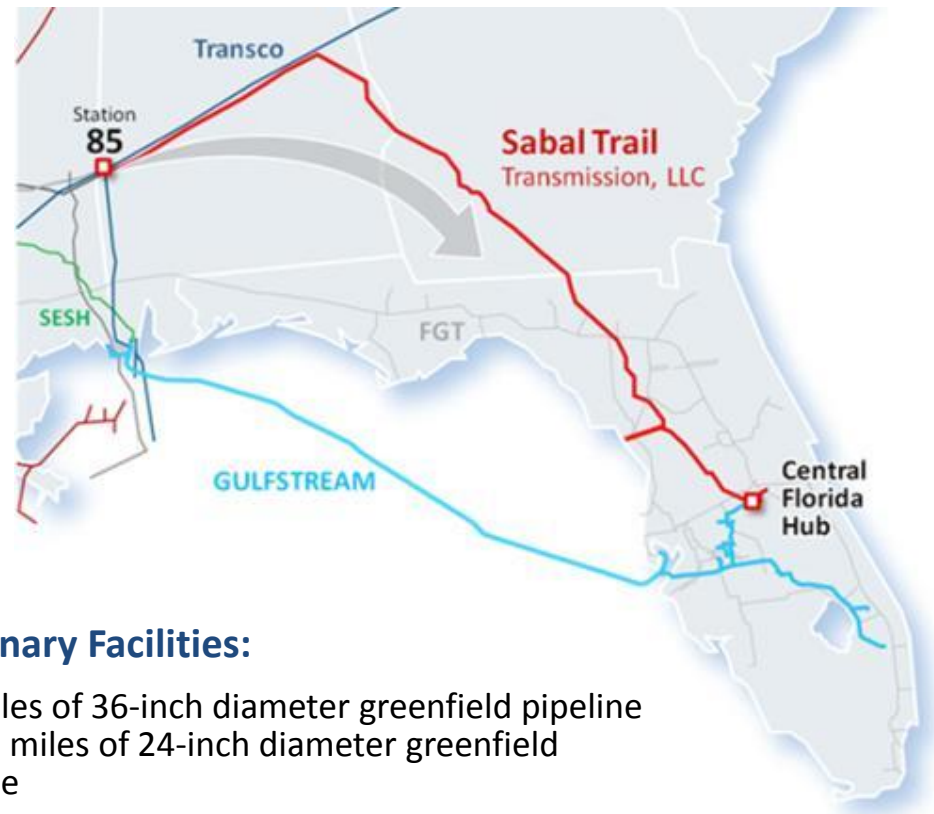 Transco
Station
85
Sabal Trail
Transmission, LLC
SESH
FGT
GULFSTREAM
Central
Florida
Hub
nary Facilities:
les of 36-inch diameter greenfield pipeline
miles of 24-inch diameter greenfield
e